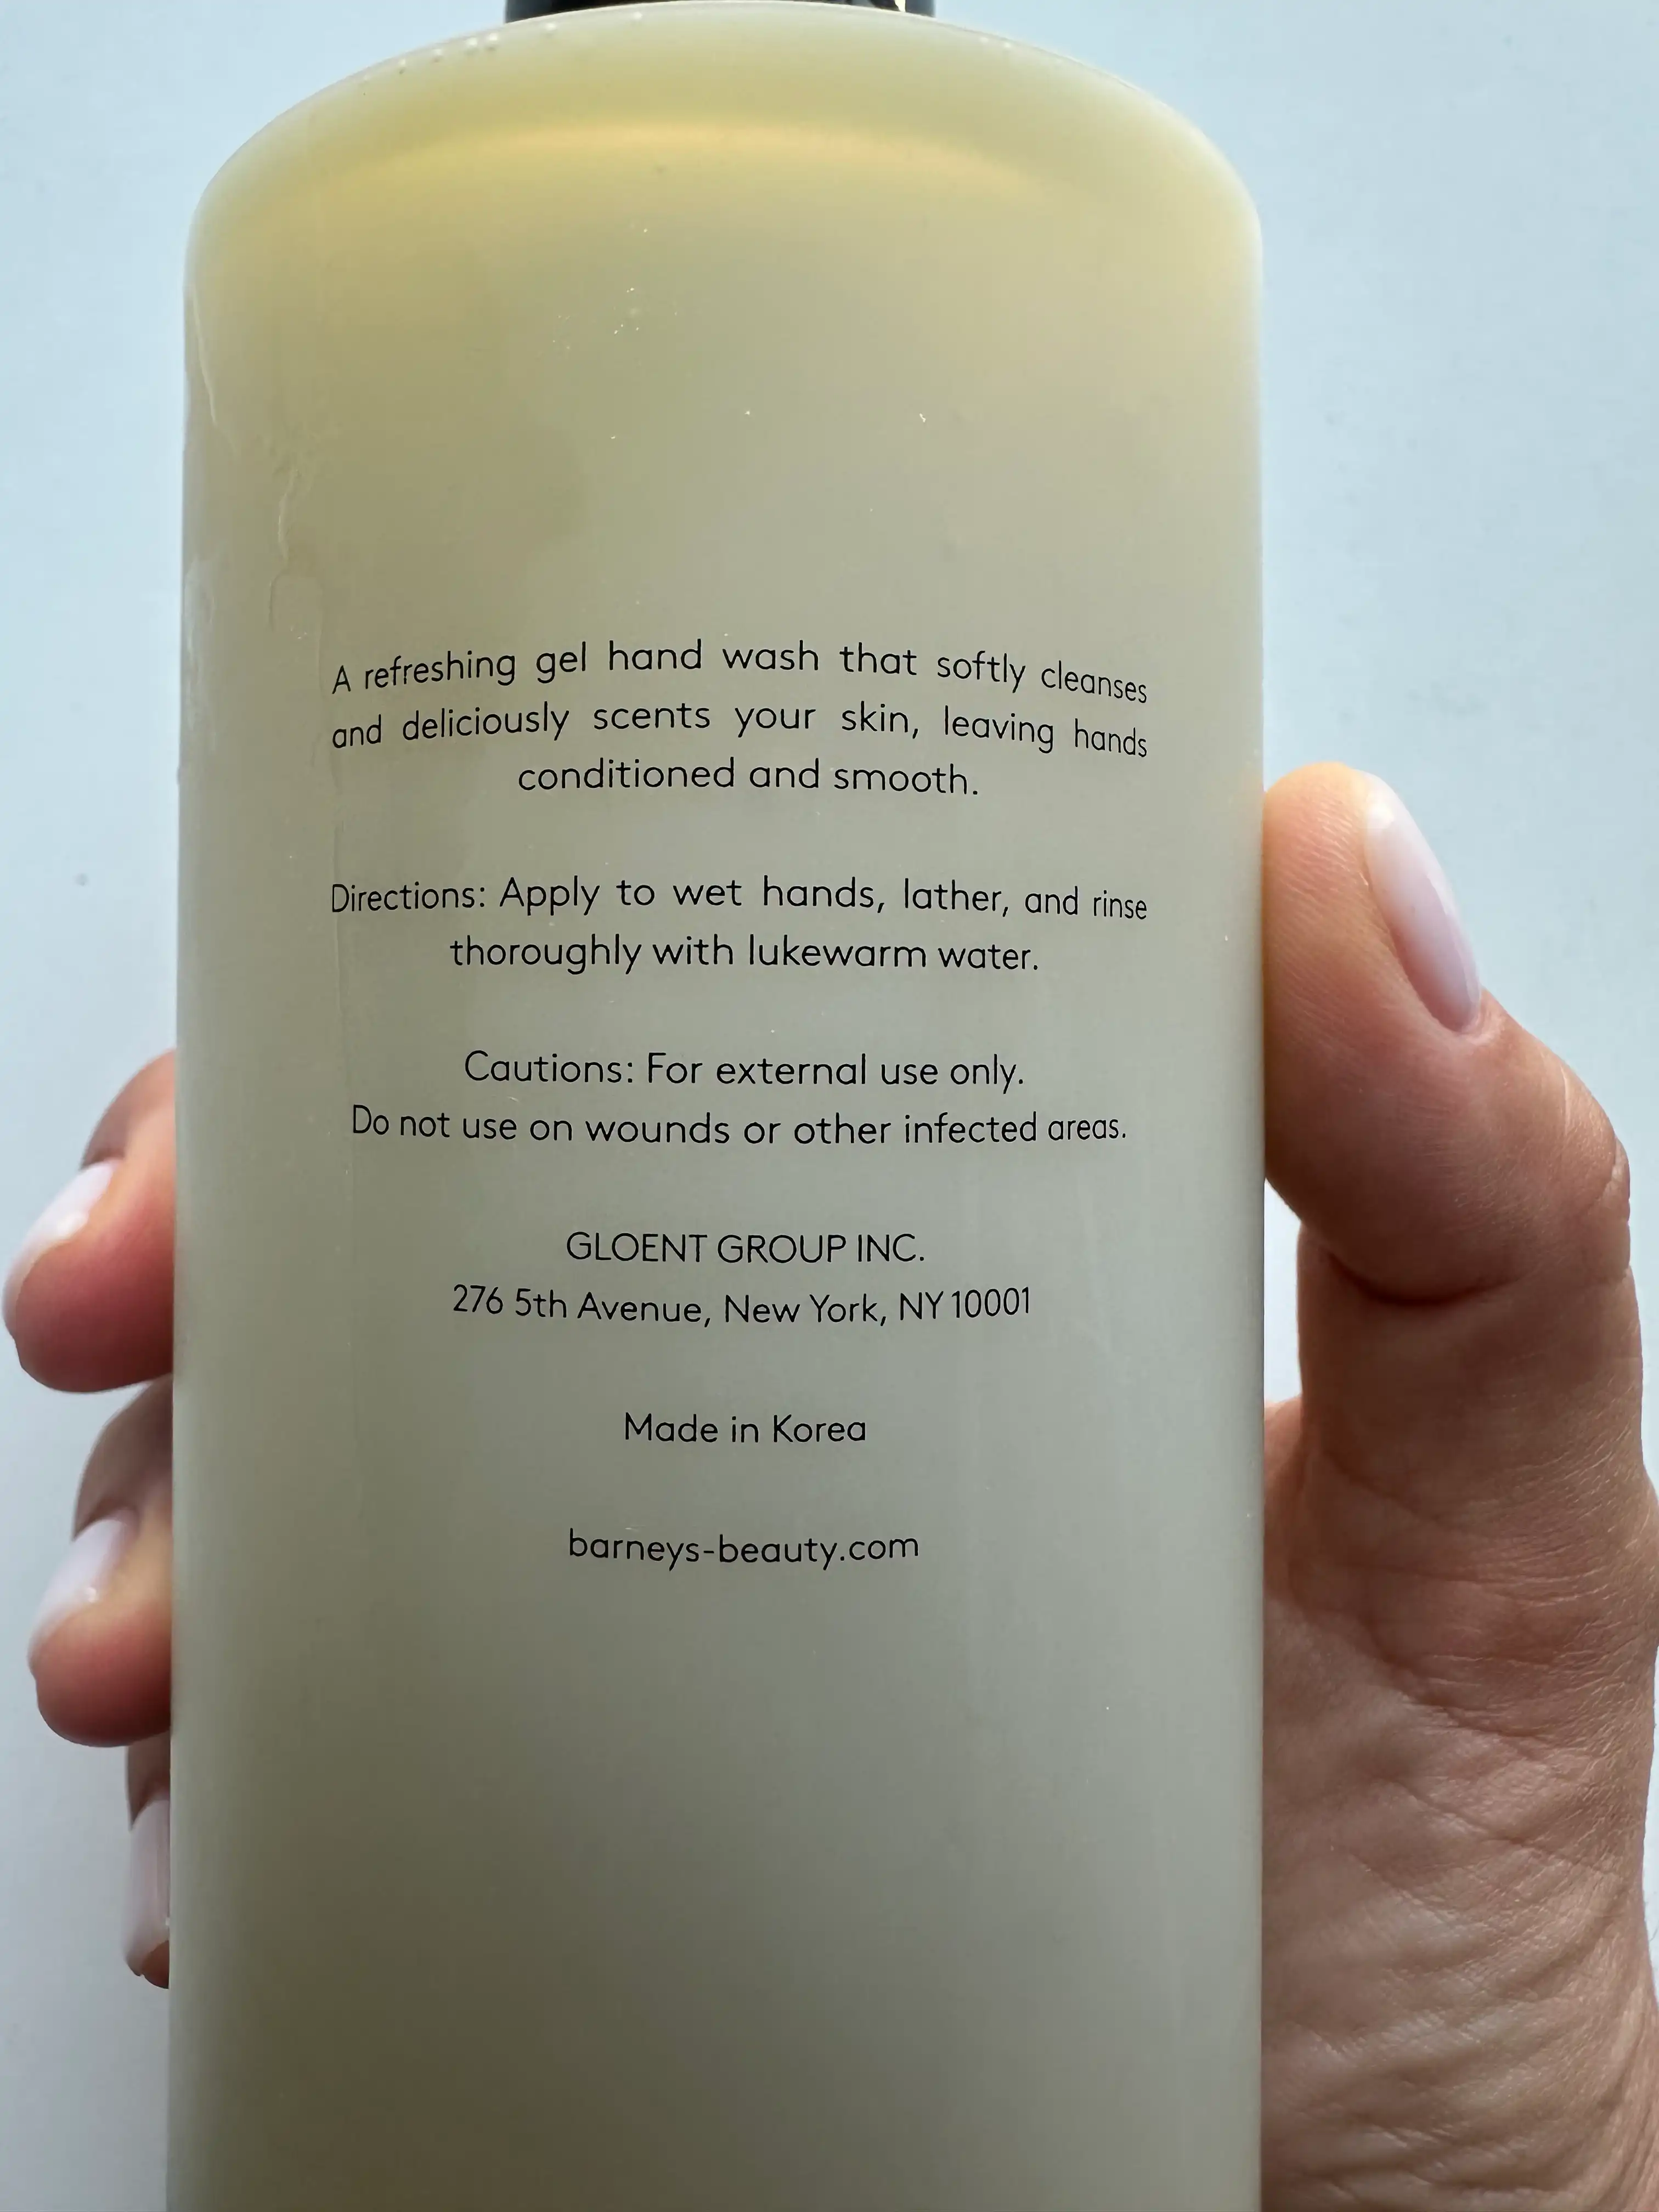 A refreshing gel hand wash that softly cleanses
and deliciously scents your skin, leaving hands
conditioned and smooth.
Directions: Apply to wet hands, lather, and rinse
thoroughly with lukewarm water.
Cautions: For external use only.
Do not use on wounds or other infected areas.
GLOENT GROUP INC.
276 5th Avenue, New York, NY 10001
Made in Korea
barneys-beauty.com